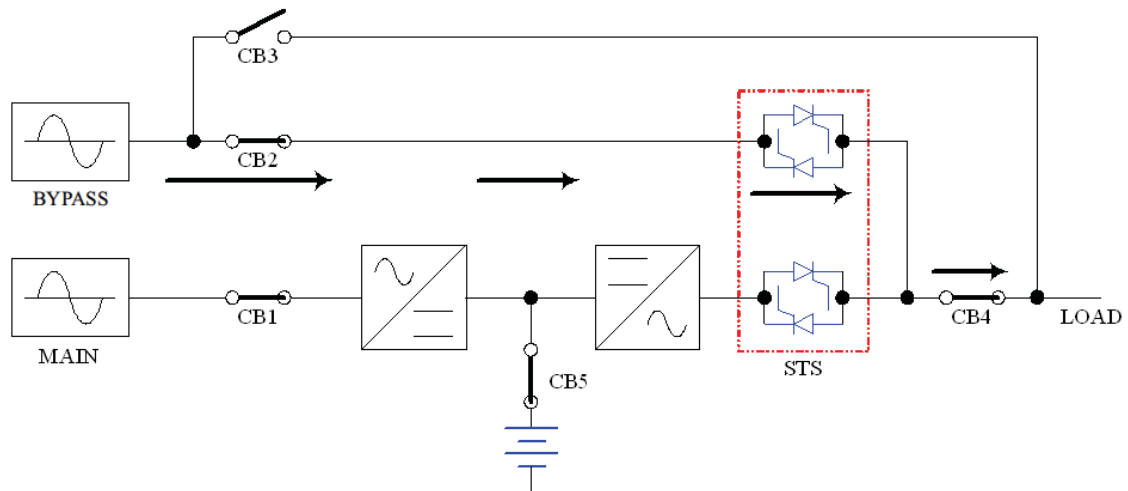 CB3
CB2
BYPASS
CB1
MAIN
CB5
STS
CB4
LOAD